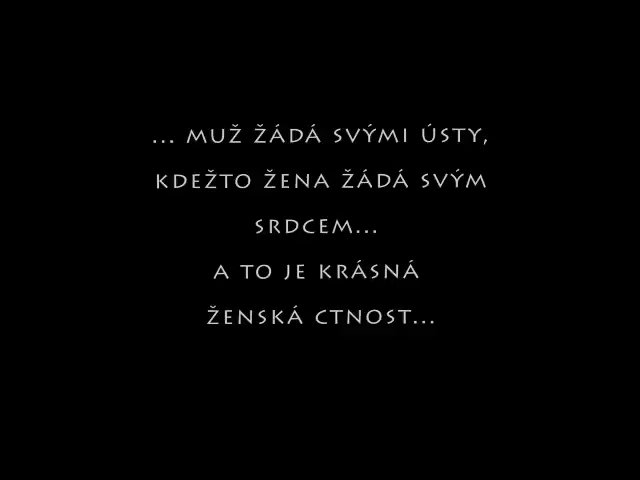 ... MUŽ ŽÁDÁ SVÝMI ÚSTY,
KDEŽTO ŽENA ŽÁDÁ SVÝM
SRDCEM...
A TO JE KRÁSNÁ
ŽENSKÁ CTNOST...